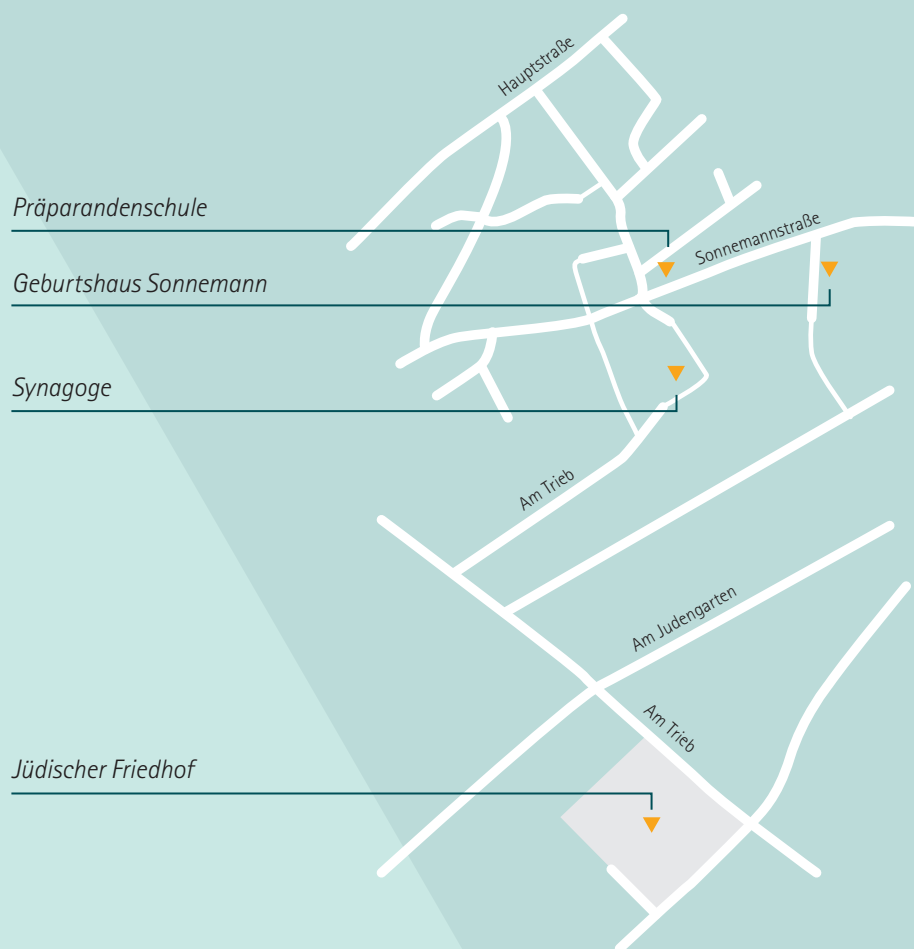 Hauptstraße
Präparandenschule
Sonnemannstraße
Geburtshaus Sonnemann
Synagoge
Am Trieb
Am Judengarten
Am Trieb
Jüdischer Friedhof